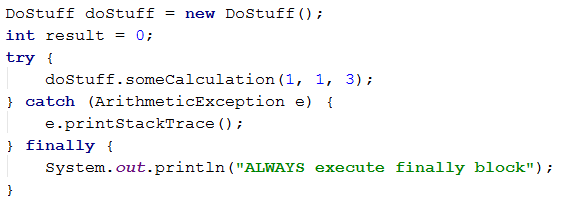 DoStuff doStuff = new DoStuff();
int result = 0;
try {
    doStuff.someCalculation(1, 1, 3);
} catch (ArithmeticException e) {
    e.printStackTrace();
} finally {
    System.out.println("ALWAYS execute finally block");
}